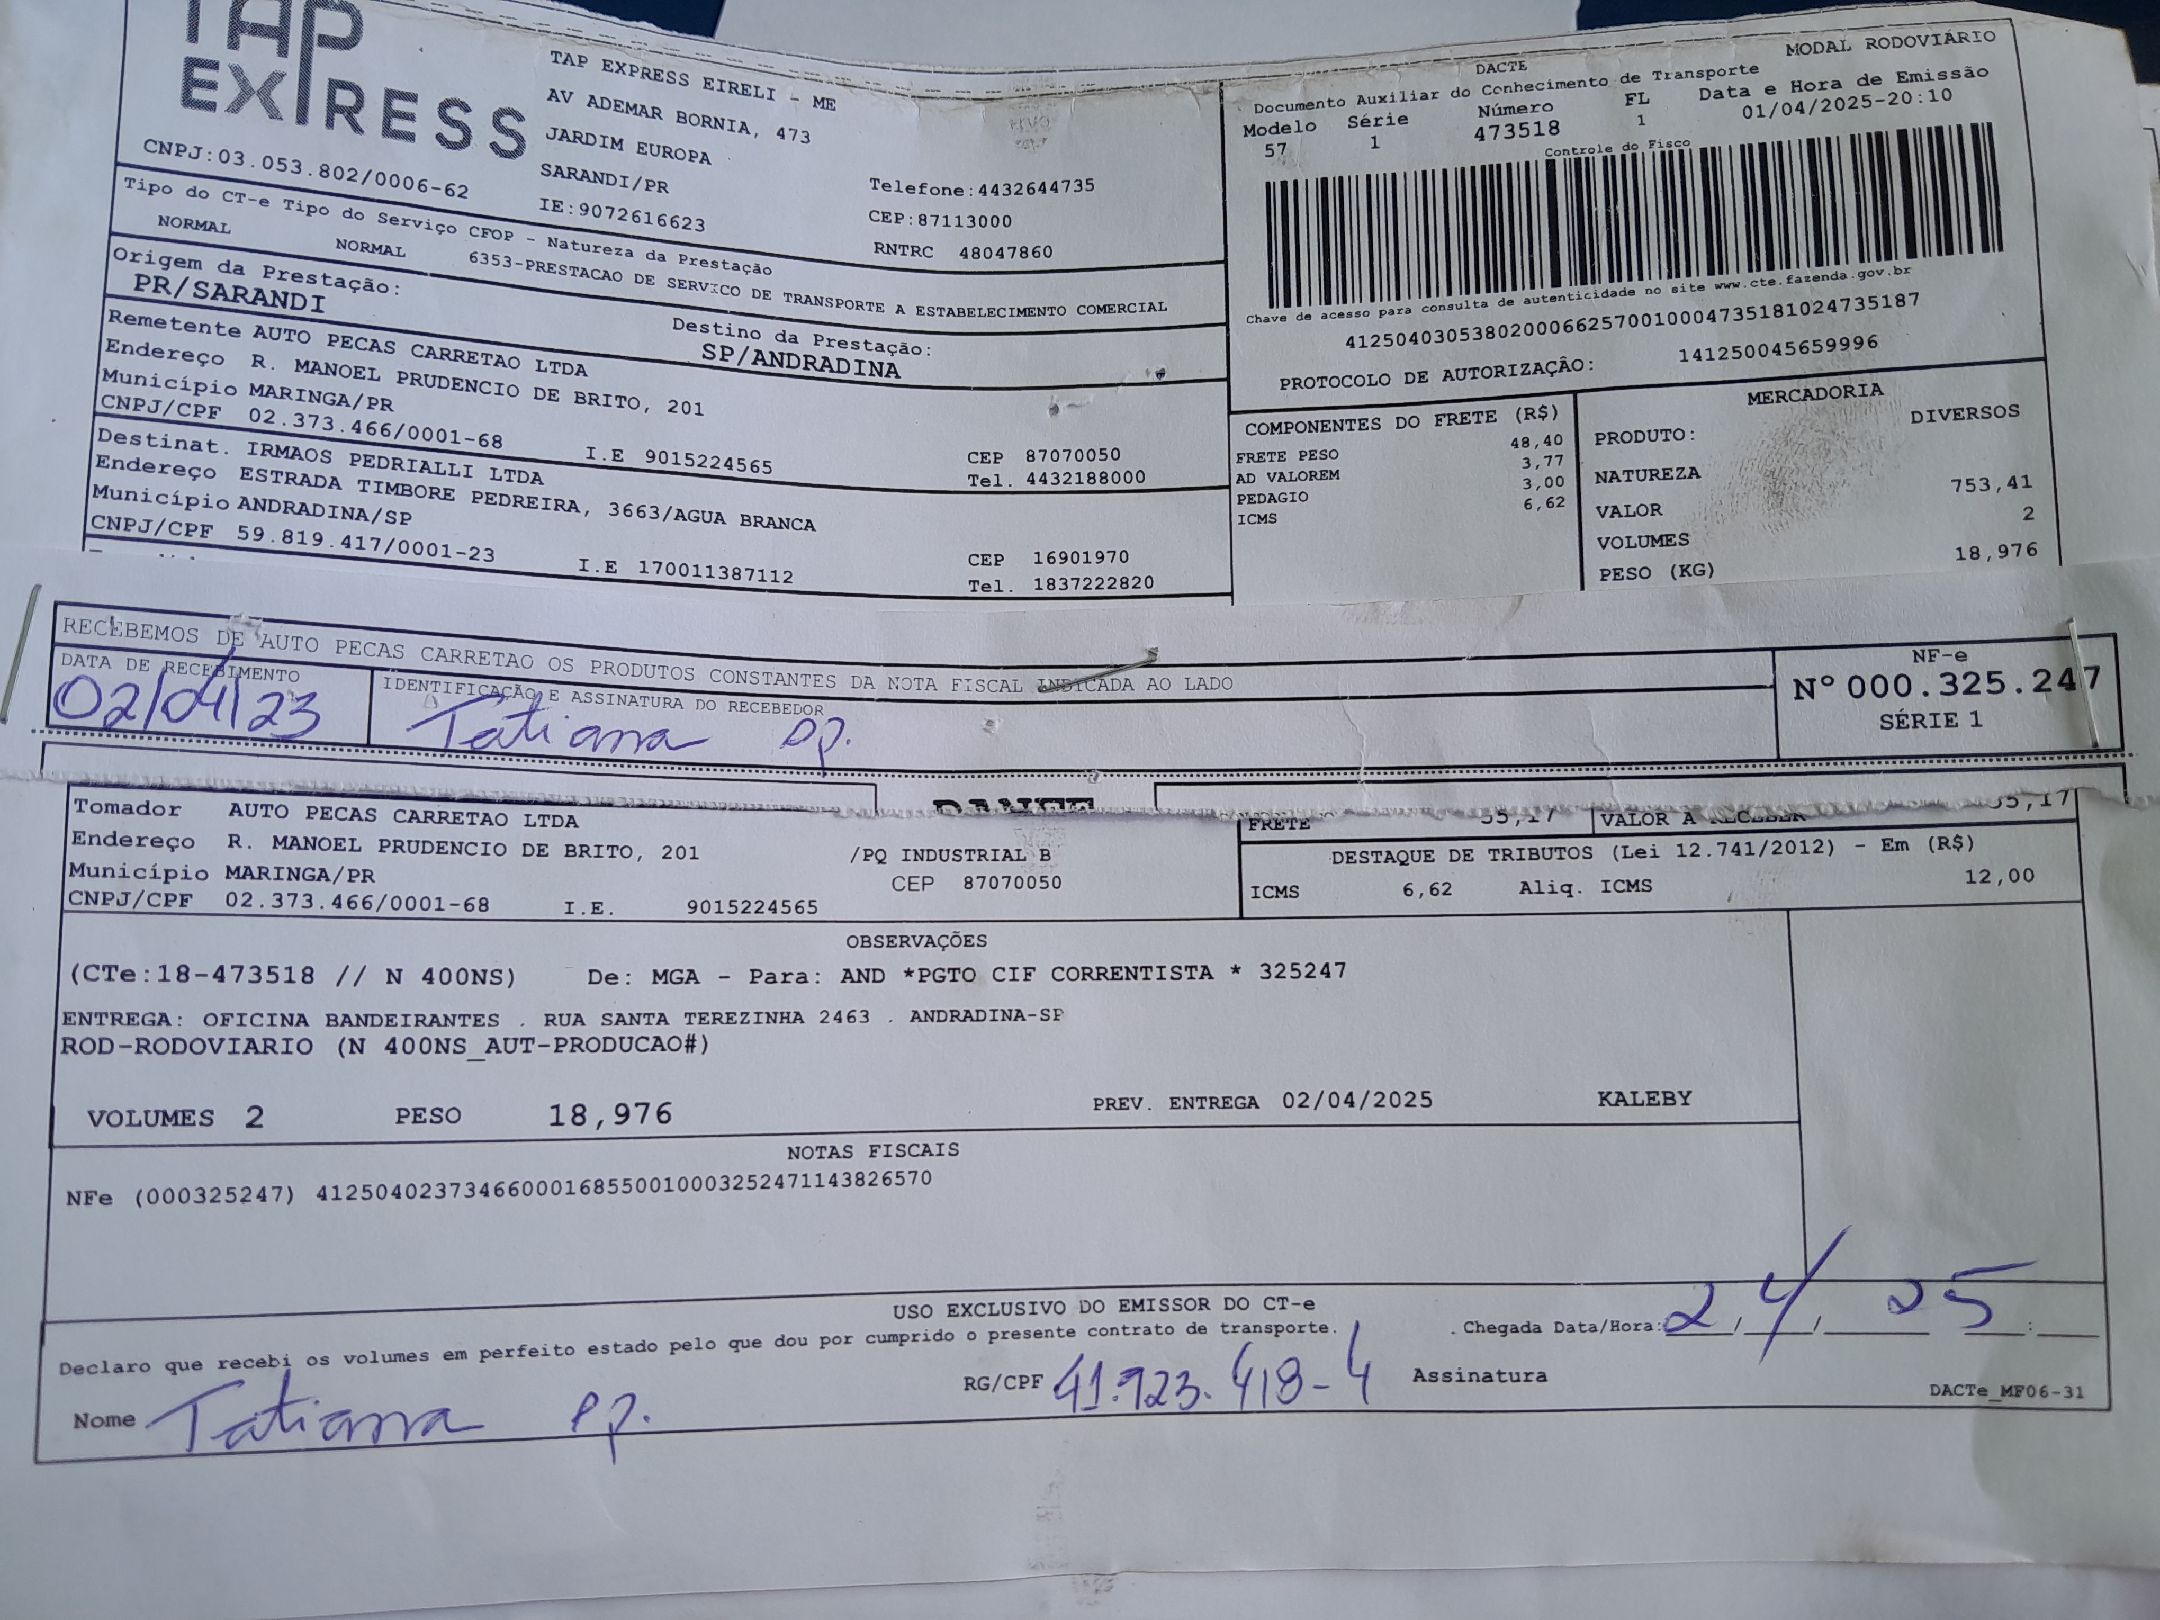 TAP
EXPRESS
TAP EXPRESS EIRELI - ME
AV ADEMAR BORNIA, 473
JARDIM EUROPA
SARANDI/PR
IE:9072616623
CNPJ:03.053.802/0006-62
Telefone:4432644735
CEP:87113000
RNTRC 48047860
Tipo do CT-e Tipo do Serviço CFOP - Natureza da Prestação
NORMAL NORMAL 6353-PRESTACAO DE SERVICO DE TRANSPORTE A ESTABELECIMENTO COMERCIAL
Origem da Prestação:
PR/SARANDI
Destino da Prestação:
SP/ANDRADINA
Remetente AUTO PECAS CARRETAO LTDA
Endereço R. MANOEL PRUDENCIO DE BRITO, 201
Município MARINGA/PR CEP 87070050
CNPJ/CPF 02.373.466/0001-68 I.E 9015224565 Tel. 4432188000
Destinat. IRMAOS PEDRIALLI LTDA
Endereço ESTRADA TIMBORE PEDREIRA, 3663/AGUA BRANCA
Município ANDRADINA/SP CEP 16901970
CNPJ/CPF 59.819.417/0001-23 I.E 170011387112 Tel. 1837222820
DACTE MODAL RODOVIÁRIO
Documento Auxiliar do Conhecimento de Transporte
Modelo Série Número FL Data e Hora de Emissão
57 1 473518 1 01/04/2025-20:10
Controle do Fisco
Chave de acesso para consulta de autenticidade no site www.cte.fazenda.gov.br
41250403053802000662570010004735181024735187
PROTOCOLO DE AUTORIZAÇÃO: 141250045659996
COMPONENTES DO FRETE (R$)
FRETE PESO 48,40
AD VALOREM 3,77
PEDAGIO 3,00
ICMS 6,62
MERCADORIA
PRODUTO: DIVERSOS
NATUREZA
VALOR 753,41
VOLUMES 2
PESO (KG) 18,976
RECEBEMOS DE AUTO PECAS CARRETAO OS PRODUTOS CONSTANTES DA NOTA FISCAL INDICADA AO LADO
DATA DE RECEBIMENTO
02/04/23
IDENTIFICAÇÃO E ASSINATURA DO RECEBEDOR
Tatiana pp.
NF-e
Nº 000.325.247
SÉRIE 1
DANFE
Tomador AUTO PECAS CARRETAO LTDA
Endereço R. MANOEL PRUDENCIO DE BRITO, 201 /PQ INDUSTRIAL B
Município MARINGA/PR CEP 87070050
CNPJ/CPF 02.373.466/0001-68 I.E. 9015224565
FRETE 55,17 VALOR A RECEBER 55,17
DESTAQUE DE TRIBUTOS (Lei 12.741/2012) - Em (R$)
ICMS 6,62 Aliq. ICMS 12,00
OBSERVAÇÕES
(CTe:18-473518 // N 400NS) De: MGA - Para: AND *PGTO CIF CORRENTISTA * 325247
ENTREGA: OFICINA BANDEIRANTES . RUA SANTA TEREZINHA 2463 . ANDRADINA-SP
ROD-RODOVIARIO (N 400NS_AUT-PRODUCAO#)
VOLUMES 2 PESO 18,976 PREV. ENTREGA 02/04/2025 KALEBY
NOTAS FISCAIS
NFe (000325247) 41250402373466000168550010003252471143826570
USO EXCLUSIVO DO EMISSOR DO CT-e
Declaro que recebi os volumes em perfeito estado pelo que dou por cumprido o presente contrato de transporte. . Chegada Data/Hora: 2 / 4 / 25 :
Nome Tatiana pp. RG/CPF 41.923.418-4 Assinatura
DACTe_MF06-31